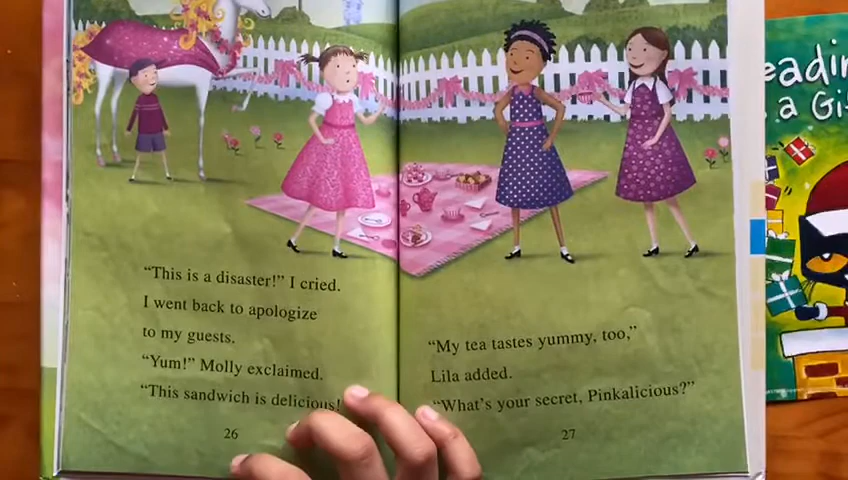 "This is a disaster!" I cried.
I went back to apologize
to my guests.
"Yum!" Molly exclaimed.
"This sandwich is delicious!
26
"My tea tastes yummy, too,"
Lila added.
"What's your secret, Pinkalicious?"
27
eadin
a Gi